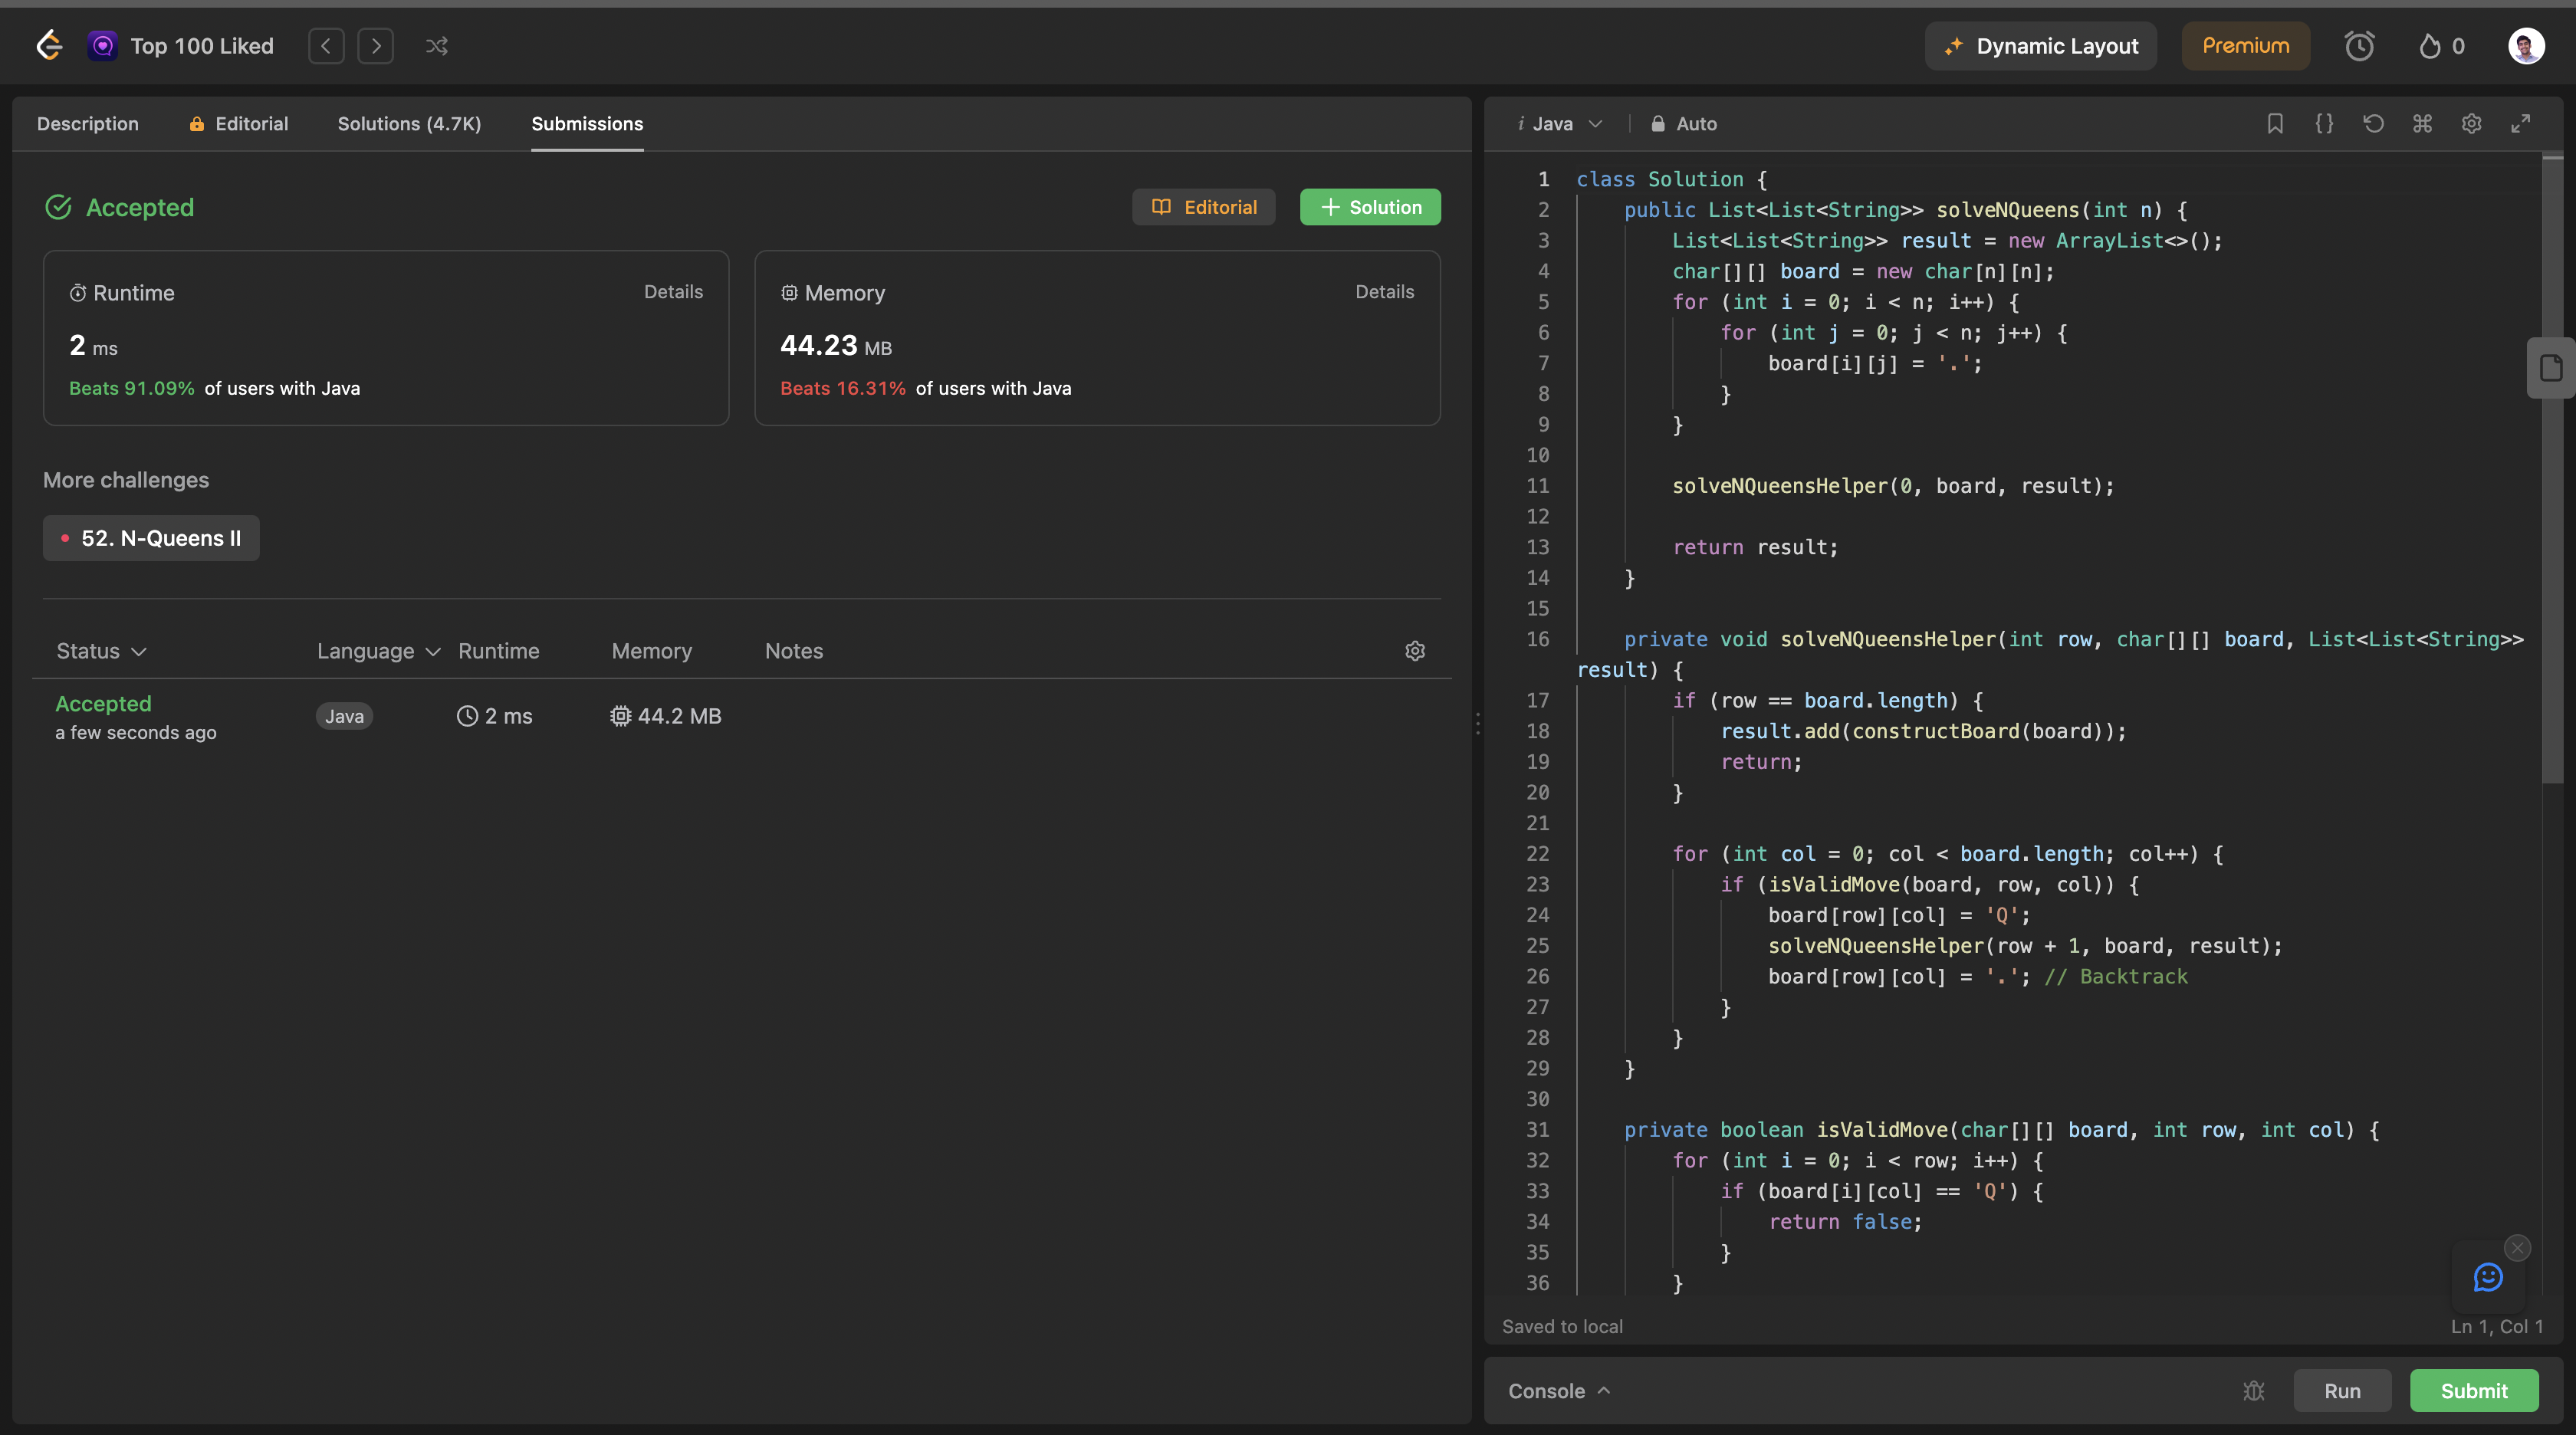 Top 100 Liked
Dynamic Layout
Premium
0
Description
Editorial
Solutions (4.7K)
Submissions
Accepted
Editorial
Solution
Runtime
Details
2 ms
Beats 91.09% of users with Java
Memory
Details
44.23 MB
Beats 16.31% of users with Java
More challenges
52. N-Queens II
Status Language Runtime Memory Notes
Accepted
a few seconds ago
Java
2 ms
44.2 MB
i Java
Auto
1 class Solution {
2 public List<List<String>> solveNQueens(int n) {
3 List<List<String>> result = new ArrayList<>();
4 char[][] board = new char[n][n];
5 for (int i = 0; i < n; i++) {
6 for (int j = 0; j < n; j++) {
7 board[i][j] = '.';
8 }
9 }
10
11 solveNQueensHelper(0, board, result);
12
13 return result;
14 }
15
16 private void solveNQueensHelper(int row, char[][] board, List<List<String>>
result) {
17 if (row == board.length) {
18 result.add(constructBoard(board));
19 return;
20 }
21
22 for (int col = 0; col < board.length; col++) {
23 if (isValidMove(board, row, col)) {
24 board[row][col] = 'Q';
25 solveNQueensHelper(row + 1, board, result);
26 board[row][col] = '.'; // Backtrack
27 }
28 }
29 }
30
31 private boolean isValidMove(char[][] board, int row, int col) {
32 for (int i = 0; i < row; i++) {
33 if (board[i][col] == 'Q') {
34 return false;
35 }
36 }
Saved to local
Ln 1, Col 1
Console
Run
Submit